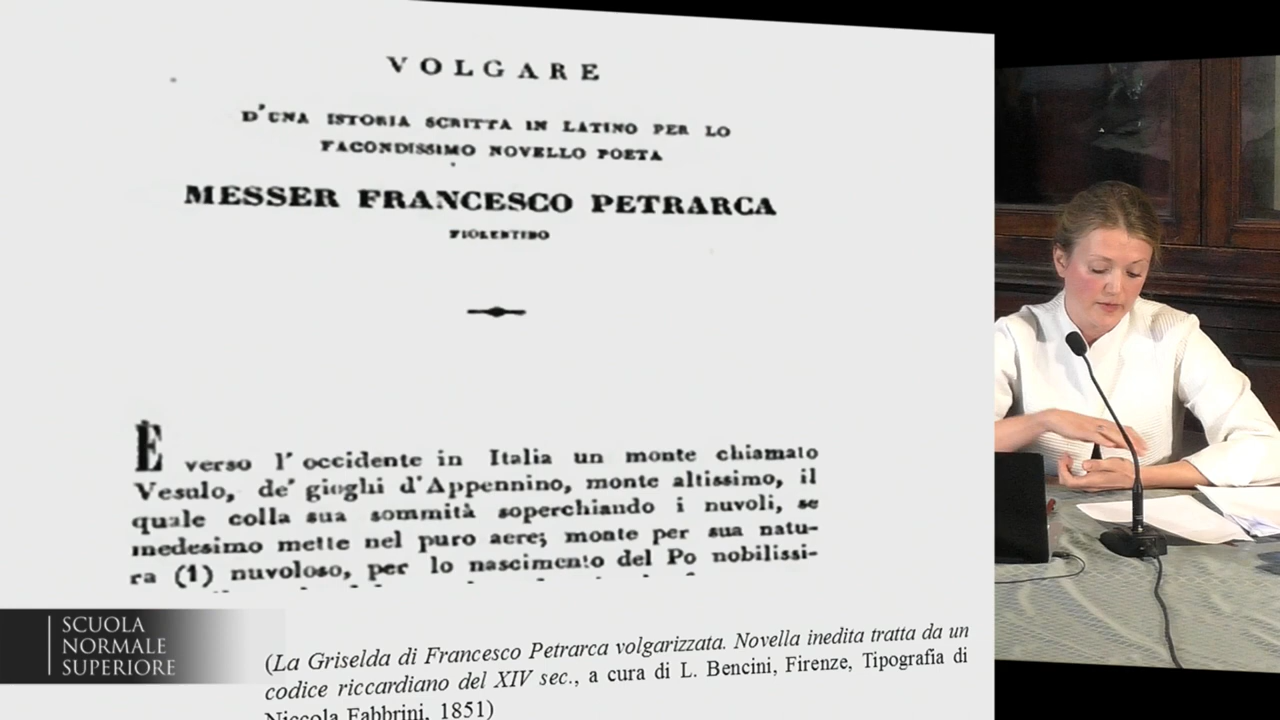 VOLGARE
D'UNA ISTORIA SCRITTA IN LATINO PER LO
FACONDISSIMO NOVELLO POETA
MESSER FRANCESCO PETRARCA
FIOLENTINO
È verso l'occidente in Italia un monte chiamato
Vesulo, de' gioghi d'Appennino, monte altissimo, il
quale colla sua sommità soperchiando i nuvoli, se
medesimo mette nel puro aere; monte per sua natu-
ra (1) nuvoloso, per lo nascimento del Po nobilissi-
(La Griselda di Francesco Petrarca volgarizzata. Novella inedita tratta da un
codice riccardiano del XIV sec., a cura di L. Bencini, Firenze, Tipografia di
Niccola Fabbrini, 1851)
SCUOLA
NORMALE
SUPERIORE